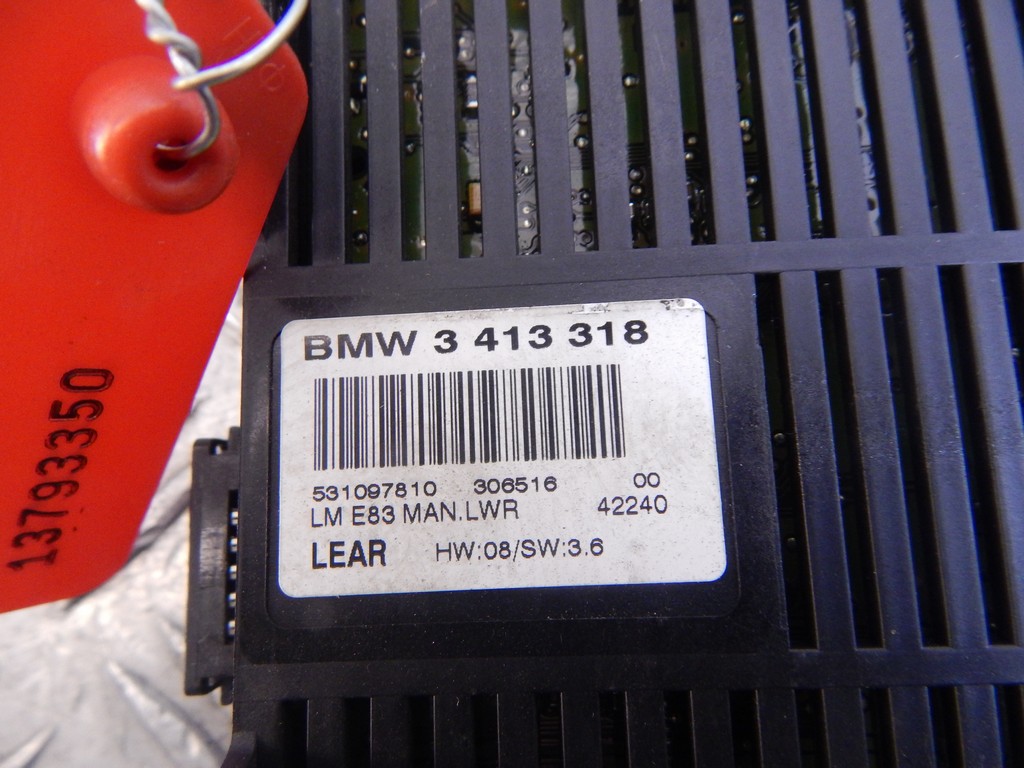 BMW 3 413 318
531097810 306516 00
LM E83 MAN.LWR 42240
LEAR HW:08/SW:3.6
13793350